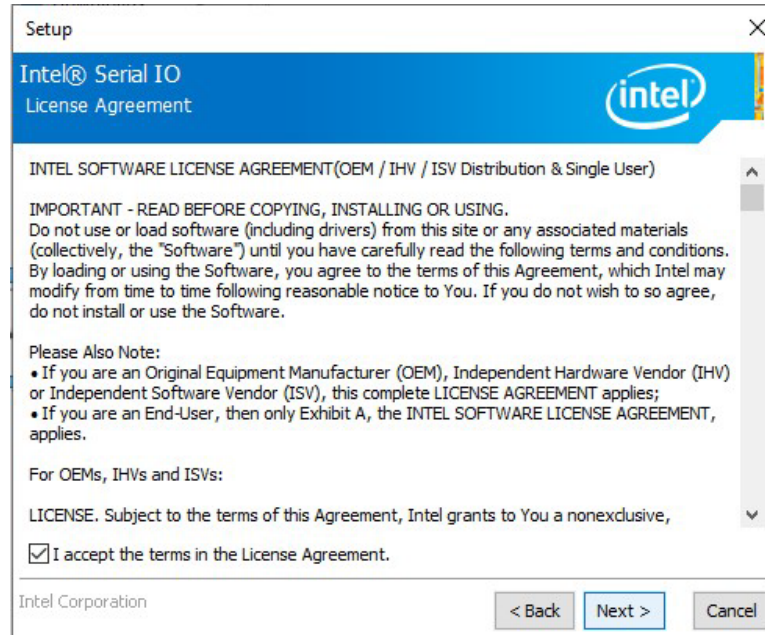 Setup
Intel® Serial IO
License Agreement
intel
INTEL SOFTWARE LICENSE AGREEMENT(OEM / IHV / ISV Distribution & Single User)
IMPORTANT - READ BEFORE COPYING, INSTALLING OR USING.
Do not use or load software (including drivers) from this site or any associated materials
(collectively, the "Software") until you have carefully read the following terms and conditions.
By loading or using the Software, you agree to the terms of this Agreement, which Intel may
modify from time to time following reasonable notice to You. If you do not wish to so agree,
do not install or use the Software.
Please Also Note:
• If you are an Original Equipment Manufacturer (OEM), Independent Hardware Vendor (IHV)
or Independent Software Vendor (ISV), this complete LICENSE AGREEMENT applies;
• If you are an End-User, then only Exhibit A, the INTEL SOFTWARE LICENSE AGREEMENT,
applies.
For OEMs, IHVs and ISVs:
LICENSE. Subject to the terms of this Agreement, Intel grants to You a nonexclusive,
I accept the terms in the License Agreement.
Intel Corporation
< Back Next > Cancel